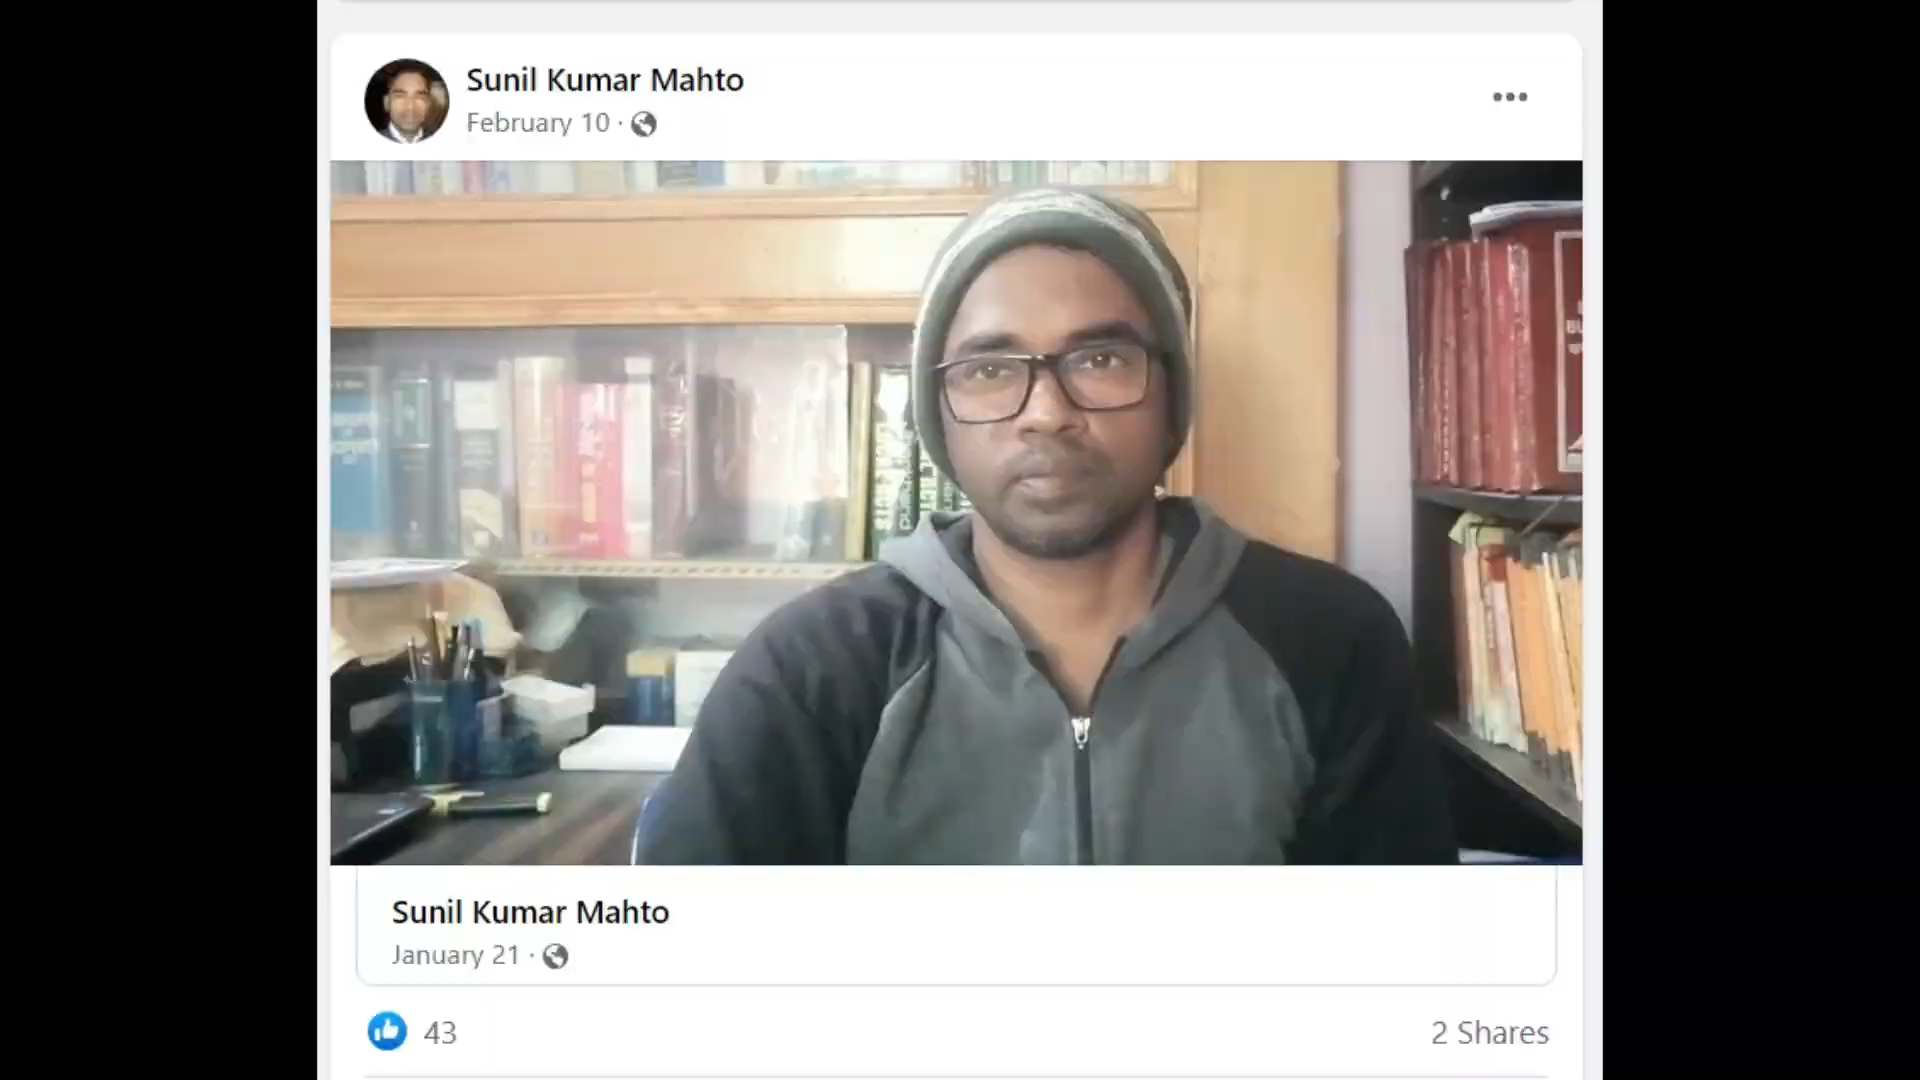 Sunil Kumar Mahto
February 10 ·
Sunil Kumar Mahto
January 21 ·
43
2 Shares